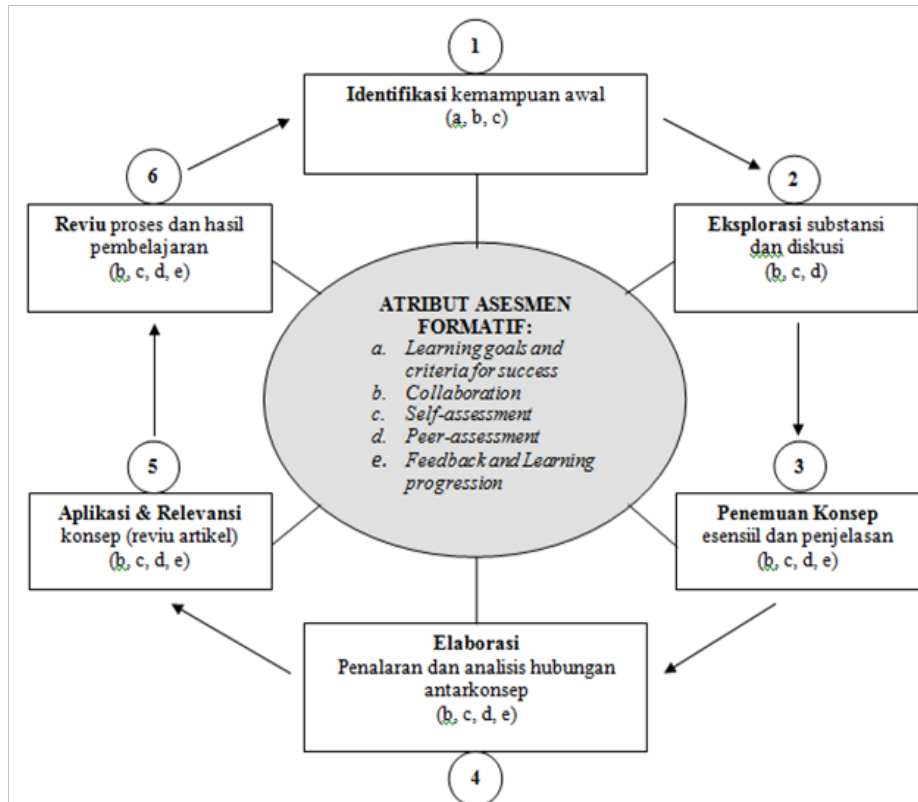 1
Identifikasi kemampuan awal
(a, b, c)
2
Eksplorasi substansi
dan diskusi
(b, c, d)
3
Penemuan Konsep
esensiil dan penjelasan
(b, c, d, e)
4
Elaborasi
Penalaran dan analisis hubungan
antarkonsep
(b, c, d, e)
5
Aplikasi & Relevansi
konsep (reviu artikel)
(b, c, d, e)
6
Reviu proses dan hasil
pembelajaran
(b, c, d, e)
ATRIBUT ASESMEN
FORMATIF:
a. Learning goals and
criteria for success
b. Collaboration
c. Self-assessment
d. Peer-assessment
e. Feedback and Learning
progression